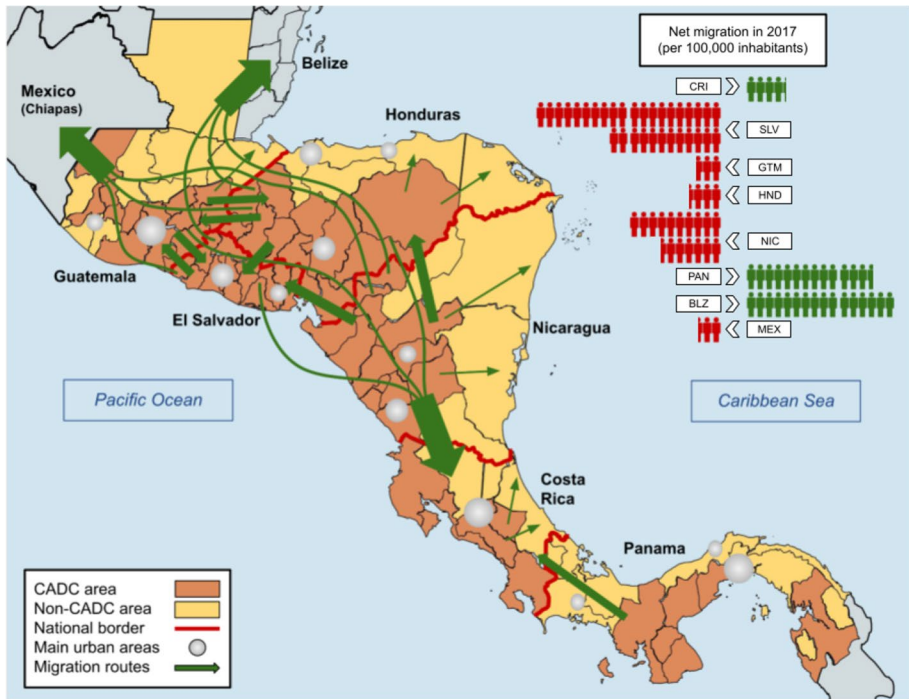 Net migration in 2017
(per 100,000 inhabitants)
CRI
SLV
GTM
HND
NIC
PAN
BLZ
MEX
Mexico
(Chiapas)
Belize
Honduras
Guatemala
El Salvador
Nicaragua
Pacific Ocean
Caribbean Sea
Costa
Rica
Panama
CADC area
Non-CADC area
National border
Main urban areas
Migration routes